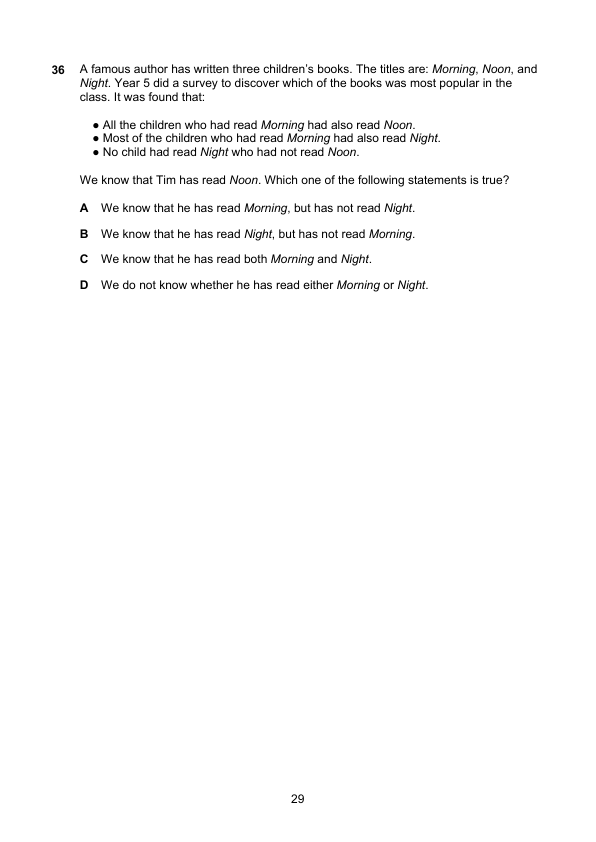 36 A famous author has written three children’s books. The titles are: Morning, Noon, and
Night. Year 5 did a survey to discover which of the books was most popular in the
class. It was found that:
● All the children who had read Morning had also read Noon.
● Most of the children who had read Morning had also read Night.
● No child had read Night who had not read Noon.
We know that Tim has read Noon. Which one of the following statements is true?
A We know that he has read Morning, but has not read Night.
B We know that he has read Night, but has not read Morning.
C We know that he has read both Morning and Night.
D We do not know whether he has read either Morning or Night.
29